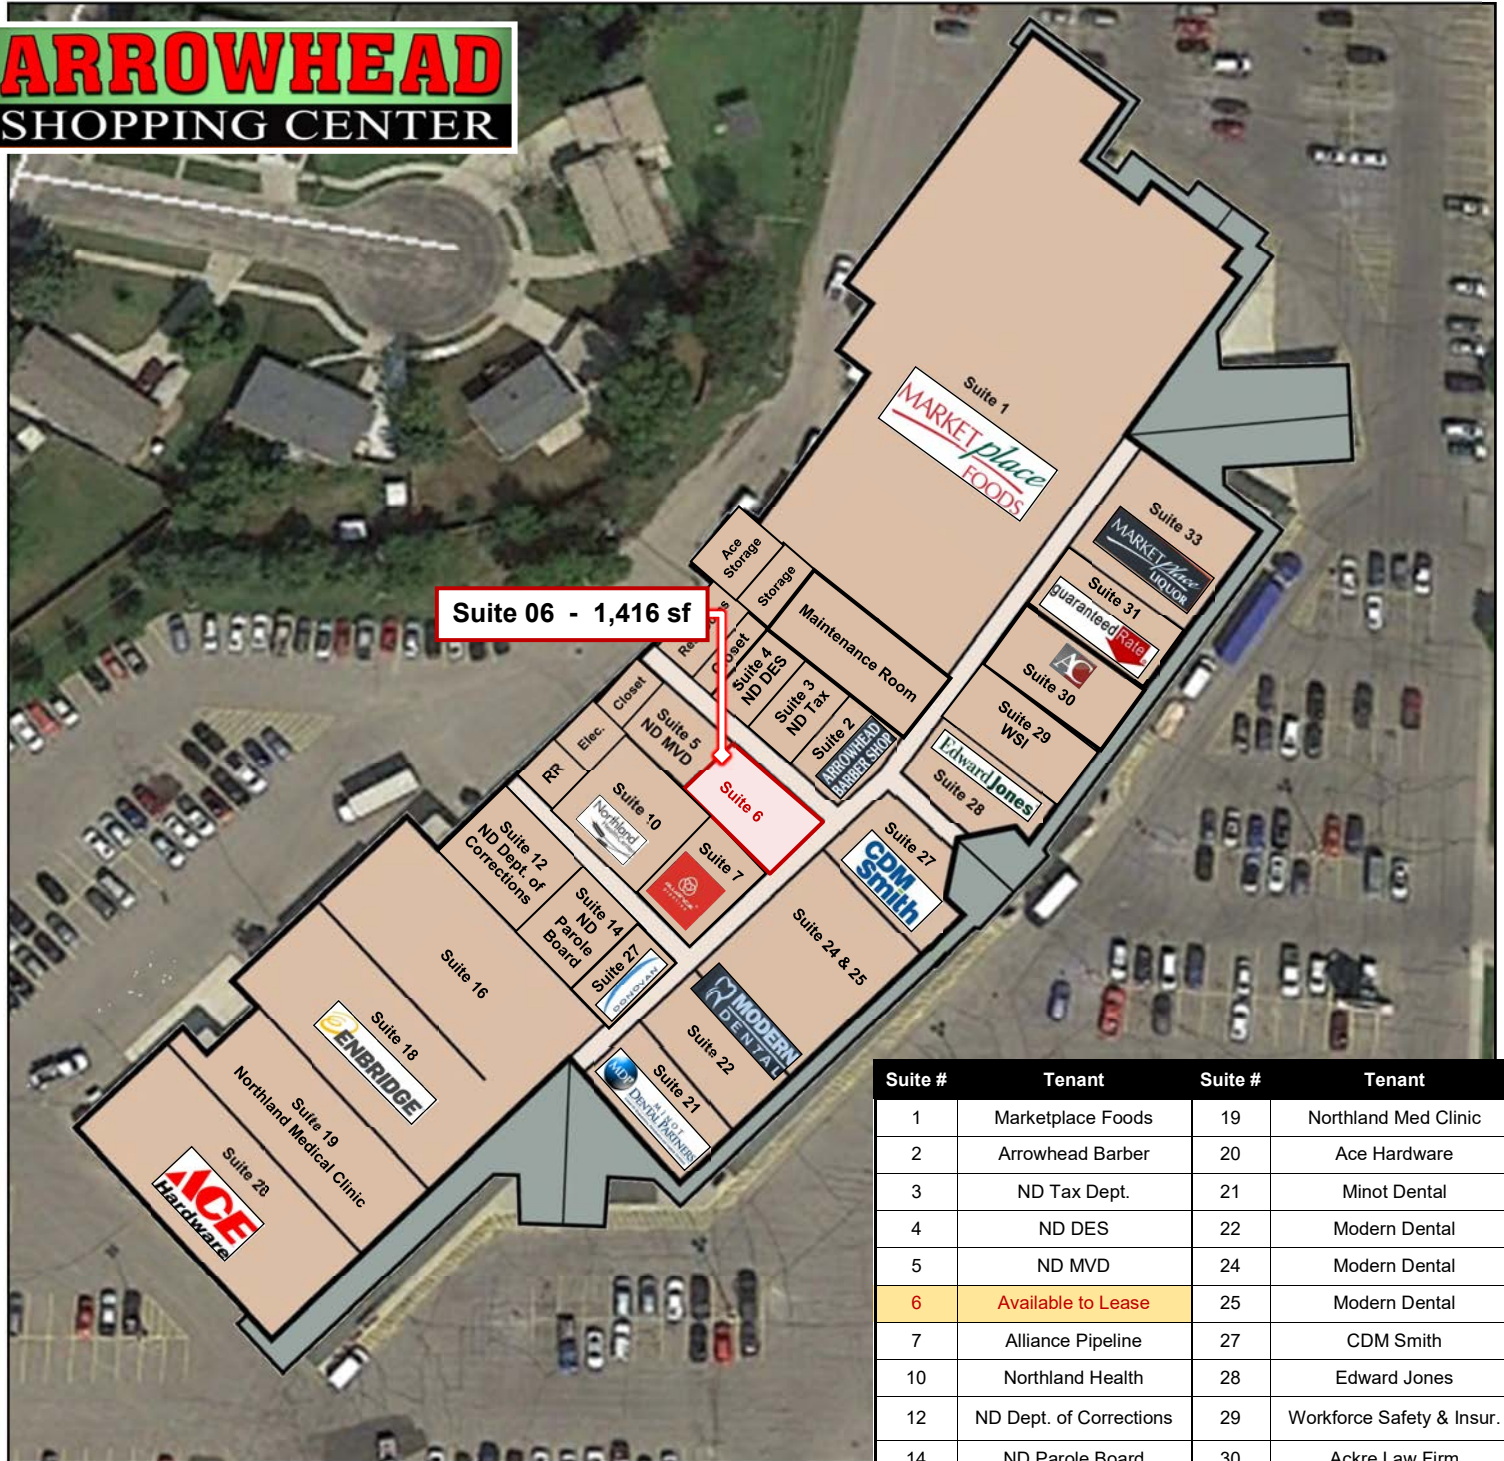 ARROWHEAD
SHOPPING CENTER
Suite 1
MARKET
place
FOODS
Suite 33
MARKET
place
LIQUOR
Suite 31
guaranteed Rate
AC
Suite 30
Suite 29
WSI
Edward Jones
Suite 28
Ace
Storage
Storage
Maintenance Room
Suite 06 - 1,416 sf
Suite 4
ND DES
Suite 3
ND Tax
Suite 2
ARROWHEAD
BARBER SHOP
Closet
Suite 5
ND MVD
Elec.
RR
Suite 6
Suite 10
Northland
Suite 7
Suite 27
CDM
Smith
Suite 12
ND Dept. of
Corrections
Suite 14
ND
Parole
Board
Suite 27
DONOVAN
Suite 24 & 25
MODERN
DENTAL
Suite 22
Suite 21
MDP
MINOT
DENTAL PARTNERS
Suite 16
Suite 18
ENBRIDGE
Suite 19
Northland Medical Clinic
Suite 20
ACE
Hardware
Suite # Tenant Suite # Tenant
1 Marketplace Foods 19 Northland Med Clinic
2 Arrowhead Barber 20 Ace Hardware
3 ND Tax Dept. 21 Minot Dental
4 ND DES 22 Modern Dental
5 ND MVD 24 Modern Dental
6 Available to Lease 25 Modern Dental
7 Alliance Pipeline 27 CDM Smith
10 Northland Health 28 Edward Jones
12 ND Dept. of Corrections 29 Workforce Safety & Insur.
14 ND Parole Board 30 Ackre Law Firm